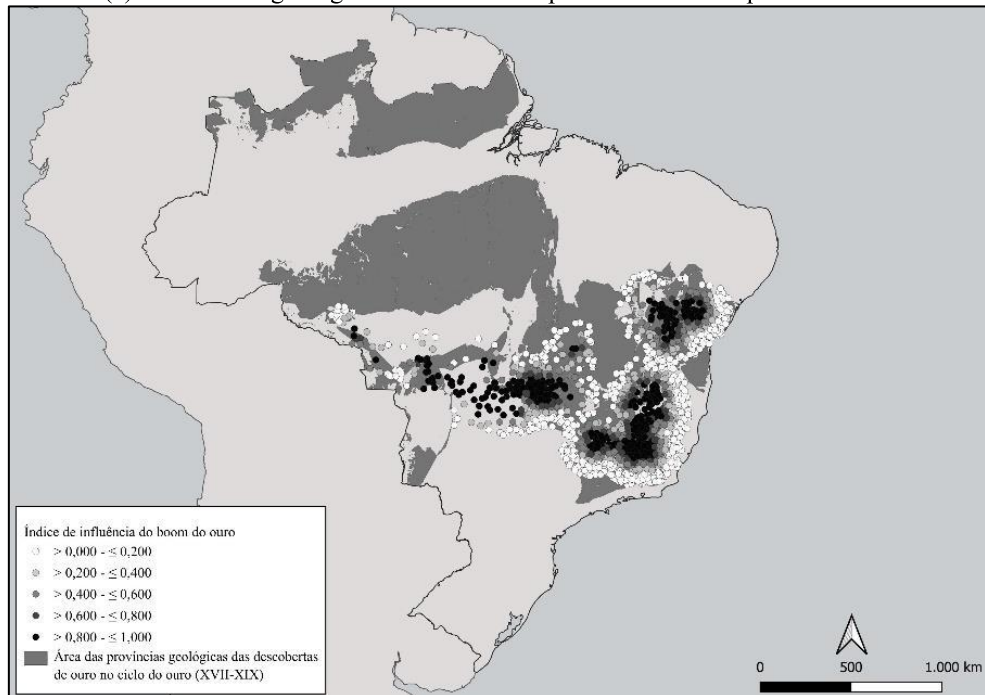 Índice de influência do boom do ouro
> 0,000 - ≤ 0,200
> 0,200 - ≤ 0,400
> 0,400 - ≤ 0,600
> 0,600 - ≤ 0,800
> 0,800 - ≤ 1,000
Área das províncias geológicas das descobertas
de ouro no ciclo do ouro (XVII-XIX)
0 500 1.000 km